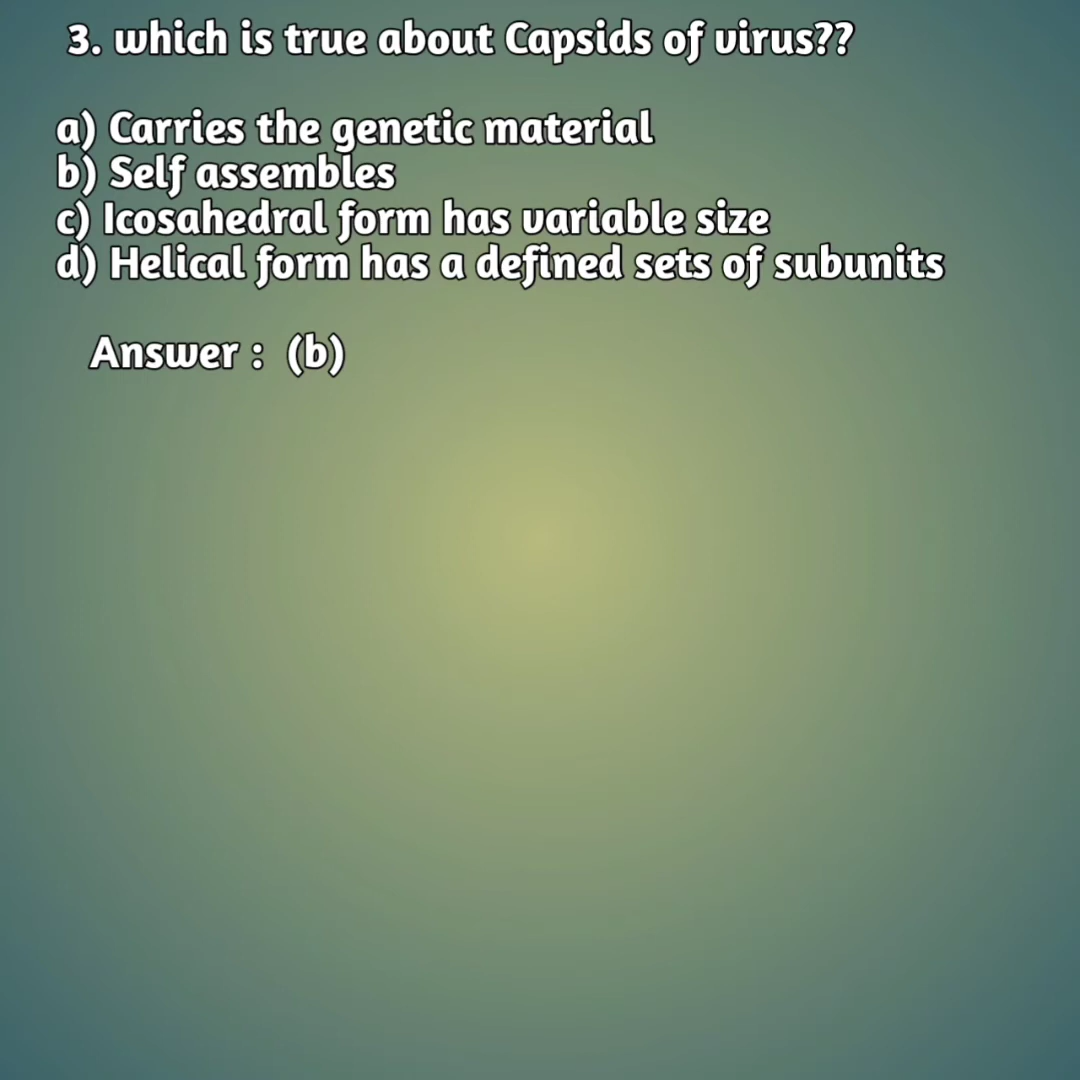 3. which is true about Capsids of virus??
a) Carries the genetic material
b) Self assembles
c) Icosahedral form has variable size
d) Helical form has a defined sets of subunits
Answer : (b)